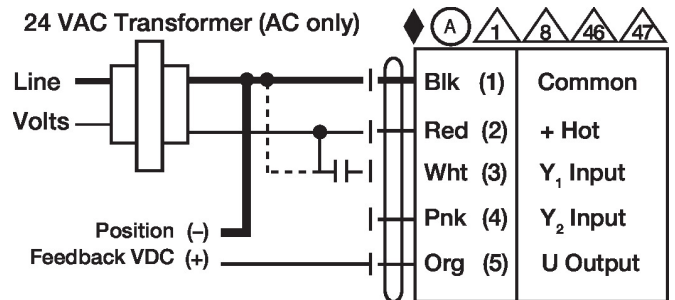 24 VAC Transformer (AC only)
A 1 8 46 47
Line
Volts
Blk (1) Common
Red (2) + Hot
Wht (3) Y1 Input
Pnk (4) Y2 Input
Position (–)
Feedback VDC (+)
Org (5) U Output